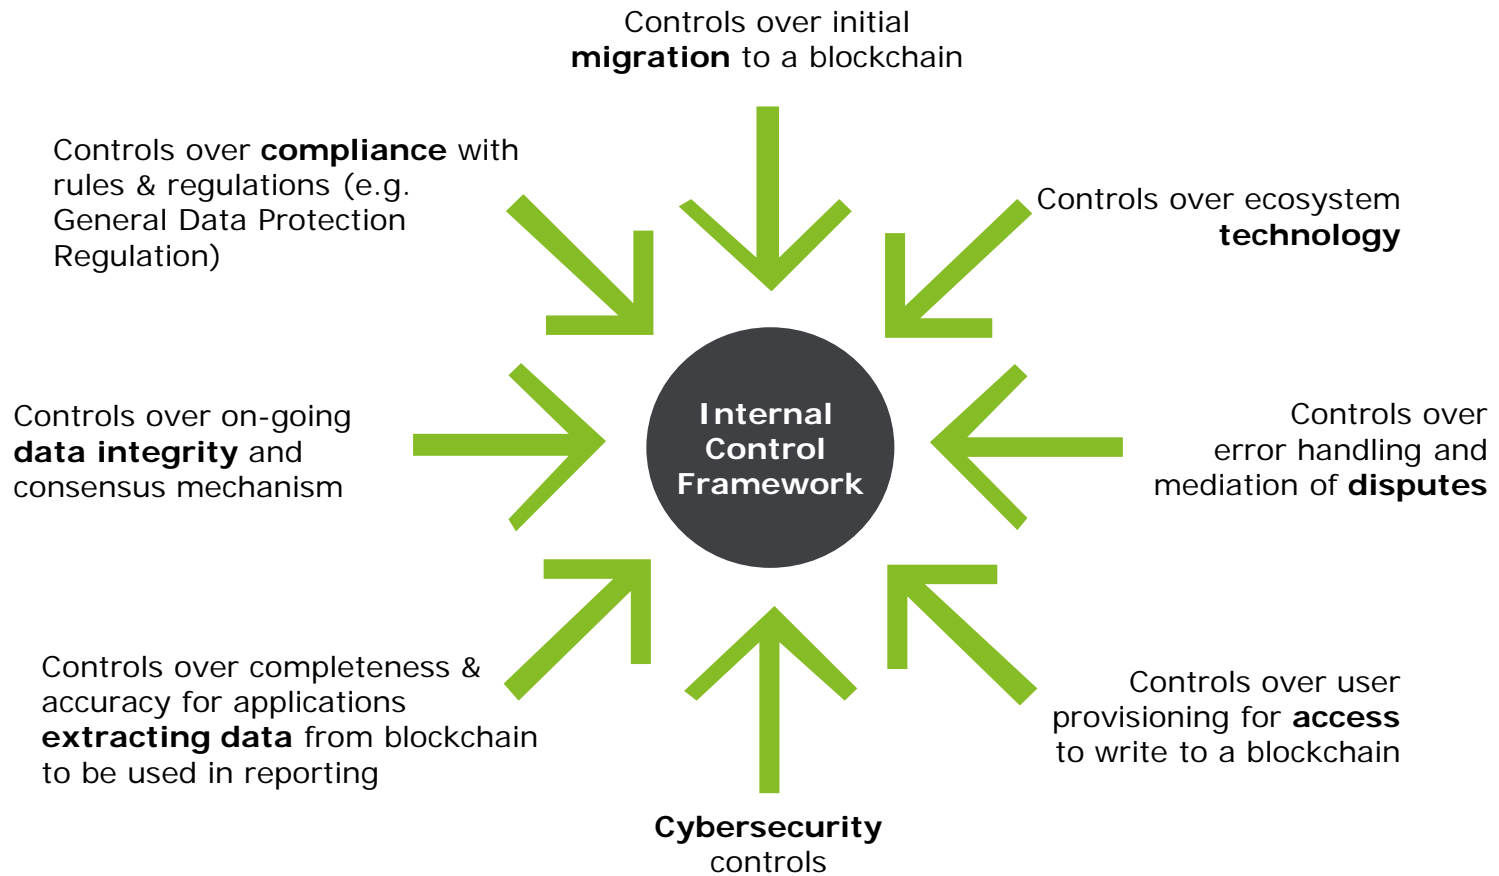 Controls over initial
migration to a blockchain
Controls over compliance with
rules & regulations (e.g.
General Data Protection
Regulation)
Controls over ecosystem
technology
Controls over on-going
data integrity and
consensus mechanism
Internal
Control
Framework
Controls over
error handling and
mediation of disputes
Controls over completeness &
accuracy for applications
extracting data from blockchain
to be used in reporting
Controls over user
provisioning for access
to write to a blockchain
Cybersecurity
controls